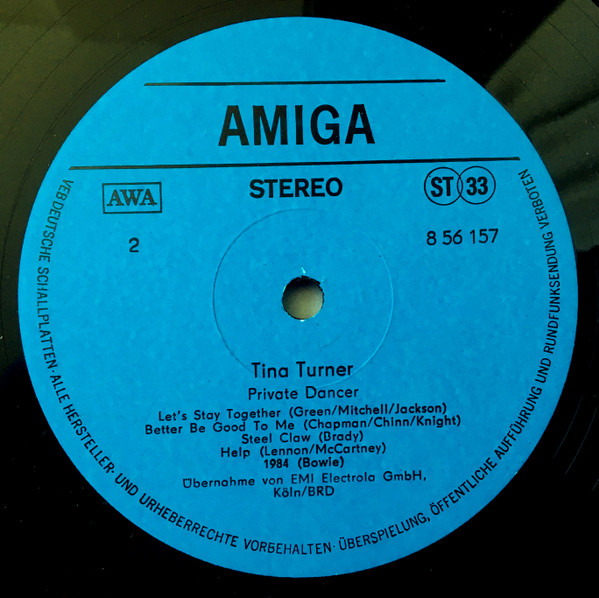 AMIGA
STEREO
AWA
ST 33
2
8 56 157
Tina Turner
Private Dancer
Let's Stay Together (Green/Mitchell/Jackson)
Better Be Good To Me (Chapman/Chinn/Knight)
Steel Claw (Brady)
Help (Lennon/McCartney)
1984 (Bowie)
Übernahme von EMI Electrola GmbH,
Köln/BRD
VEB DEUTSCHE SCHALLPLATTEN · ALLE HERSTELLER- UND URHEBERRECHTE VORBEHALTEN · ÜBERSPIELUNG, ÖFFENTLICHE AUFFÜHRUNG UND RUNDFUNKSENDUNG VERBOTEN